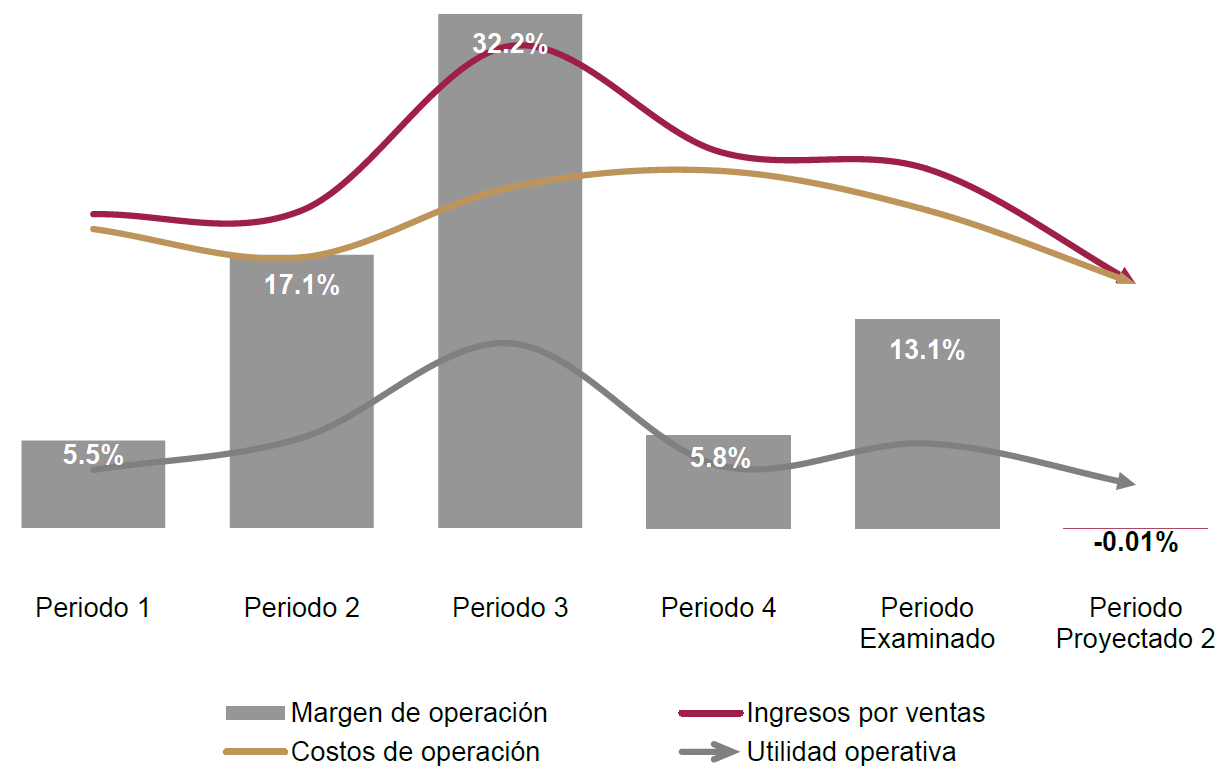 32.2%
17.1%
13.1%
5.5%
5.8%
-0.01%
Periodo 1
Periodo 2
Periodo 3
Periodo 4
Periodo
Examinado
Periodo
Proyectado 2
Margen de operación
Ingresos por ventas
Costos de operación
Utilidad operativa